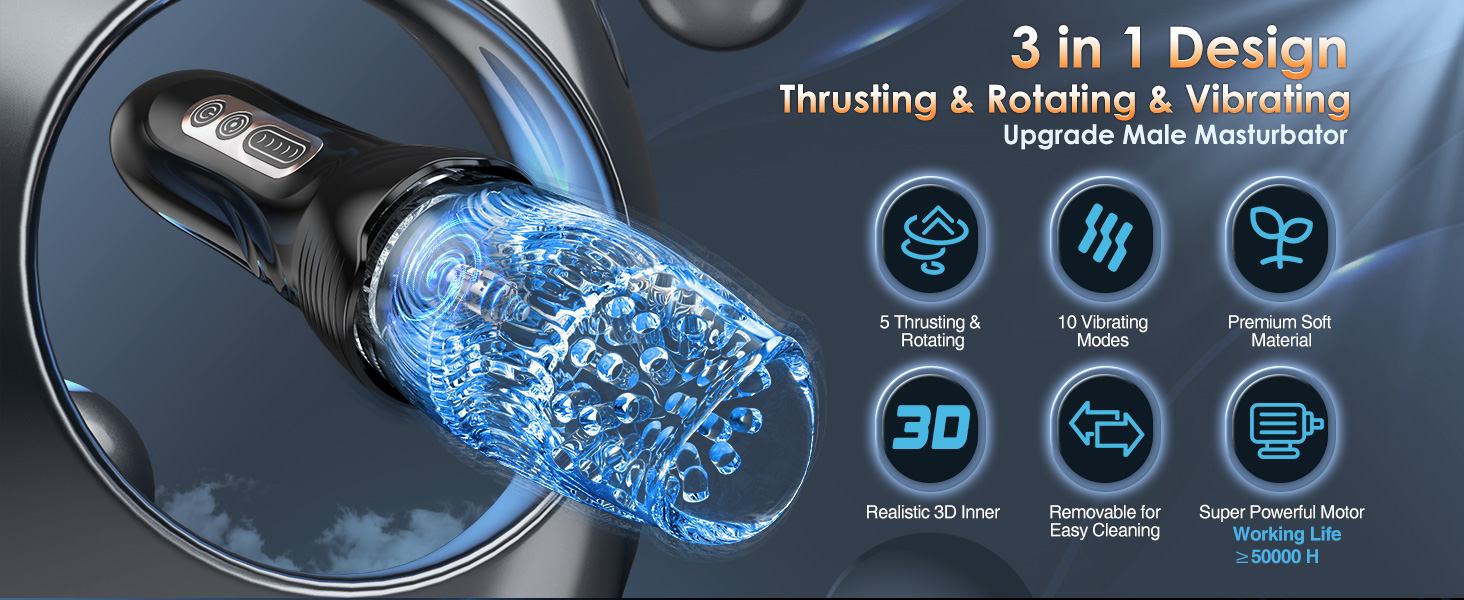 3 in 1 Design
Thrusting & Rotating & Vibrating
Upgrade Male Masturbator
5 Thrusting &
Rotating
10 Vibrating
Modes
Premium Soft
Material
3D
Realistic 3D Inner
Removable for
Easy Cleaning
Super Powerful Motor
Working Life
≥50000 H